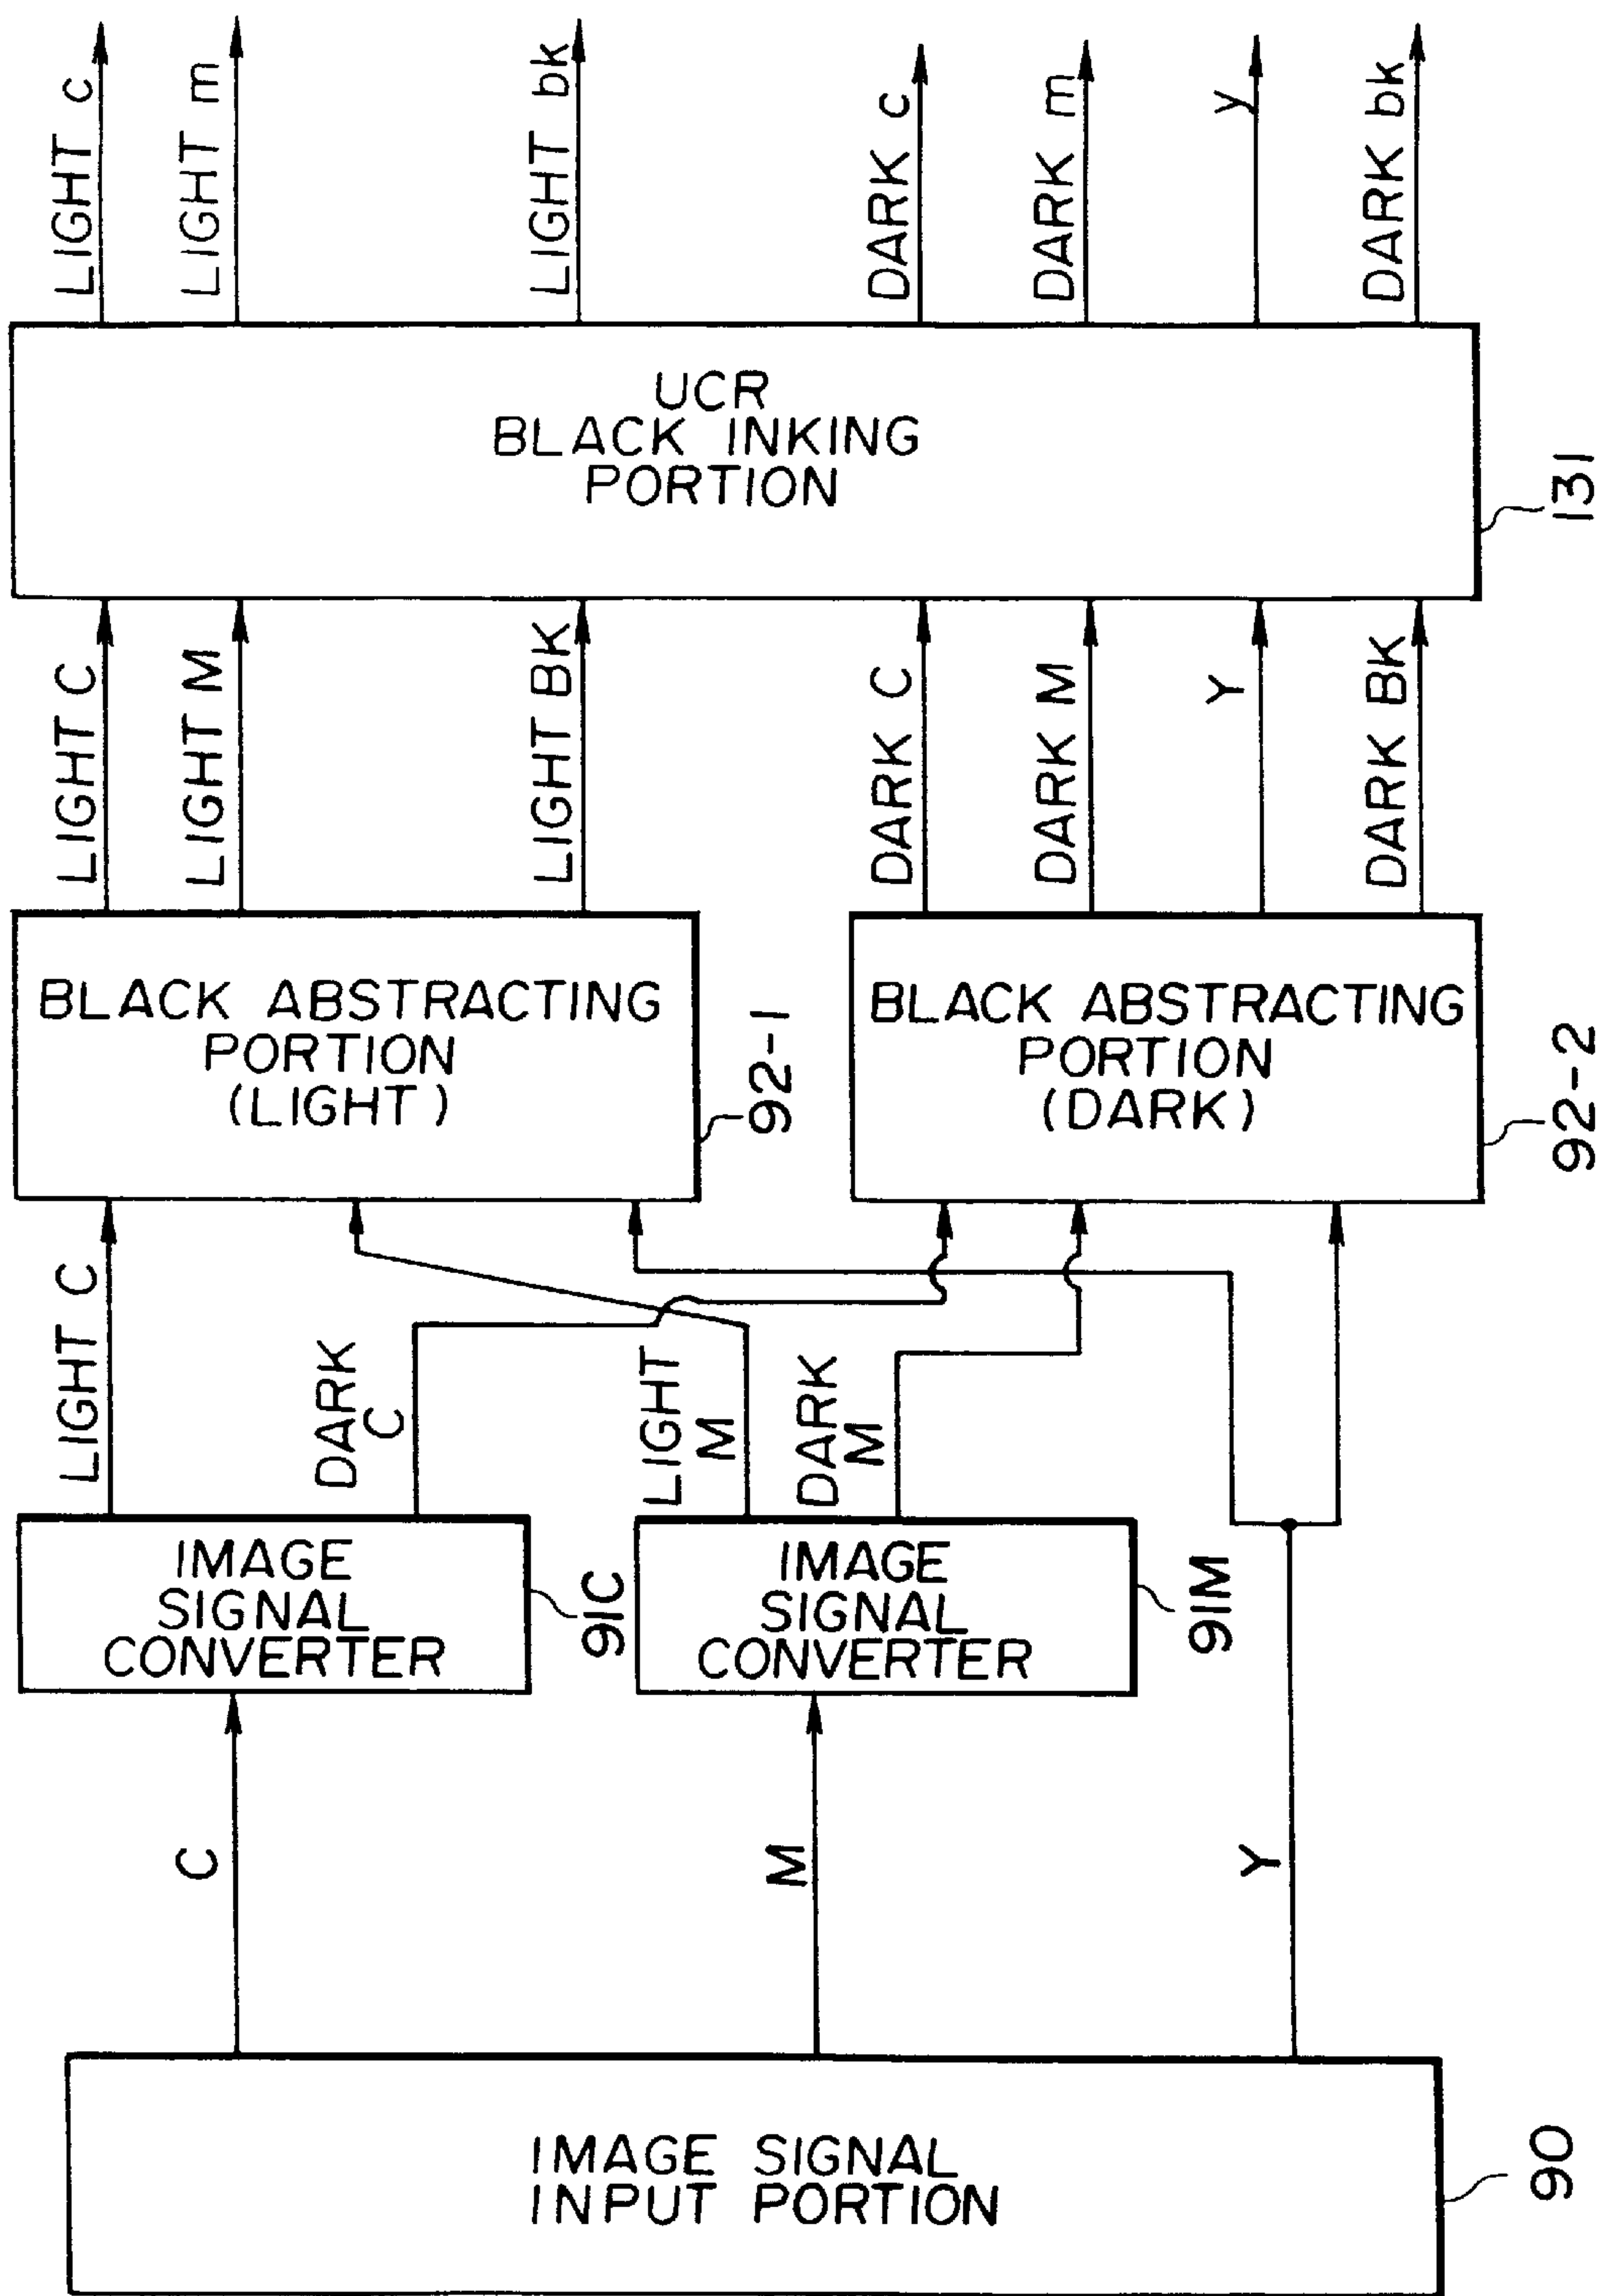 LIGHT c
LIGHT m
LIGHT bk
DARK c
DARK m
y
DARK bk
UCR
BLACK INKING
PORTION
131
LIGHT C
LIGHT M
LIGHT BK
DARK C
DARK M
Y
DARK BK
BLACK ABSTRACTING
PORTION
(LIGHT)
92-1
BLACK ABSTRACTING
PORTION
(DARK)
92-2
LIGHT C
DARK
C
LIGHT
M
DARK
M
IMAGE
SIGNAL
CONVERTER
91C
IMAGE
SIGNAL
CONVERTER
91M
C
M
Y
IMAGE SIGNAL
INPUT PORTION
90